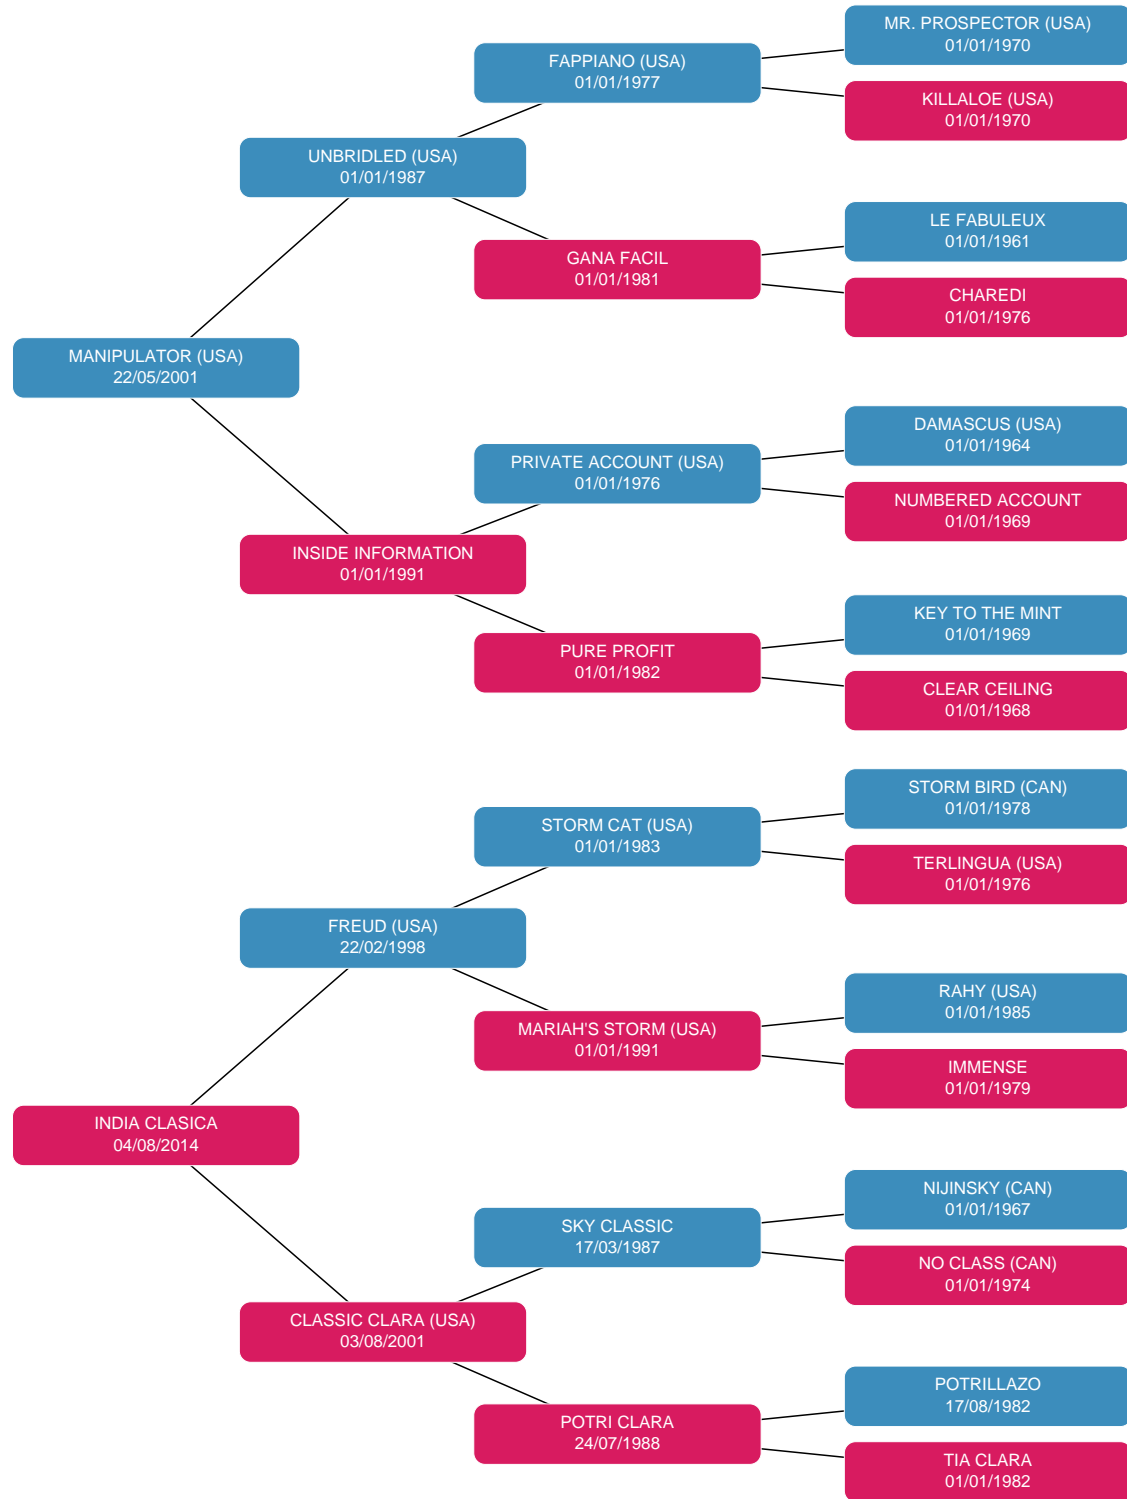 MR. PROSPECTOR (USA)
01/01/1970
FAPPIANO (USA)
01/01/1977
KILLALOE (USA)
01/01/1970
UNBRIDLED (USA)
01/01/1987
LE FABULEUX
01/01/1961
GANA FACIL
01/01/1981
CHAREDI
01/01/1976
MANIPULATOR (USA)
22/05/2001
DAMASCUS (USA)
01/01/1964
PRIVATE ACCOUNT (USA)
01/01/1976
NUMBERED ACCOUNT
01/01/1969
INSIDE INFORMATION
01/01/1991
KEY TO THE MINT
01/01/1969
PURE PROFIT
01/01/1982
CLEAR CEILING
01/01/1968
STORM BIRD (CAN)
01/01/1978
STORM CAT (USA)
01/01/1983
TERLINGUA (USA)
01/01/1976
FREUD (USA)
22/02/1998
RAHY (USA)
01/01/1985
MARIAH'S STORM (USA)
01/01/1991
IMMENSE
01/01/1979
INDIA CLASICA
04/08/2014
NIJINSKY (CAN)
01/01/1967
SKY CLASSIC
17/03/1987
NO CLASS (CAN)
01/01/1974
CLASSIC CLARA (USA)
03/08/2001
POTRILLAZO
17/08/1982
POTRI CLARA
24/07/1988
TIA CLARA
01/01/1982